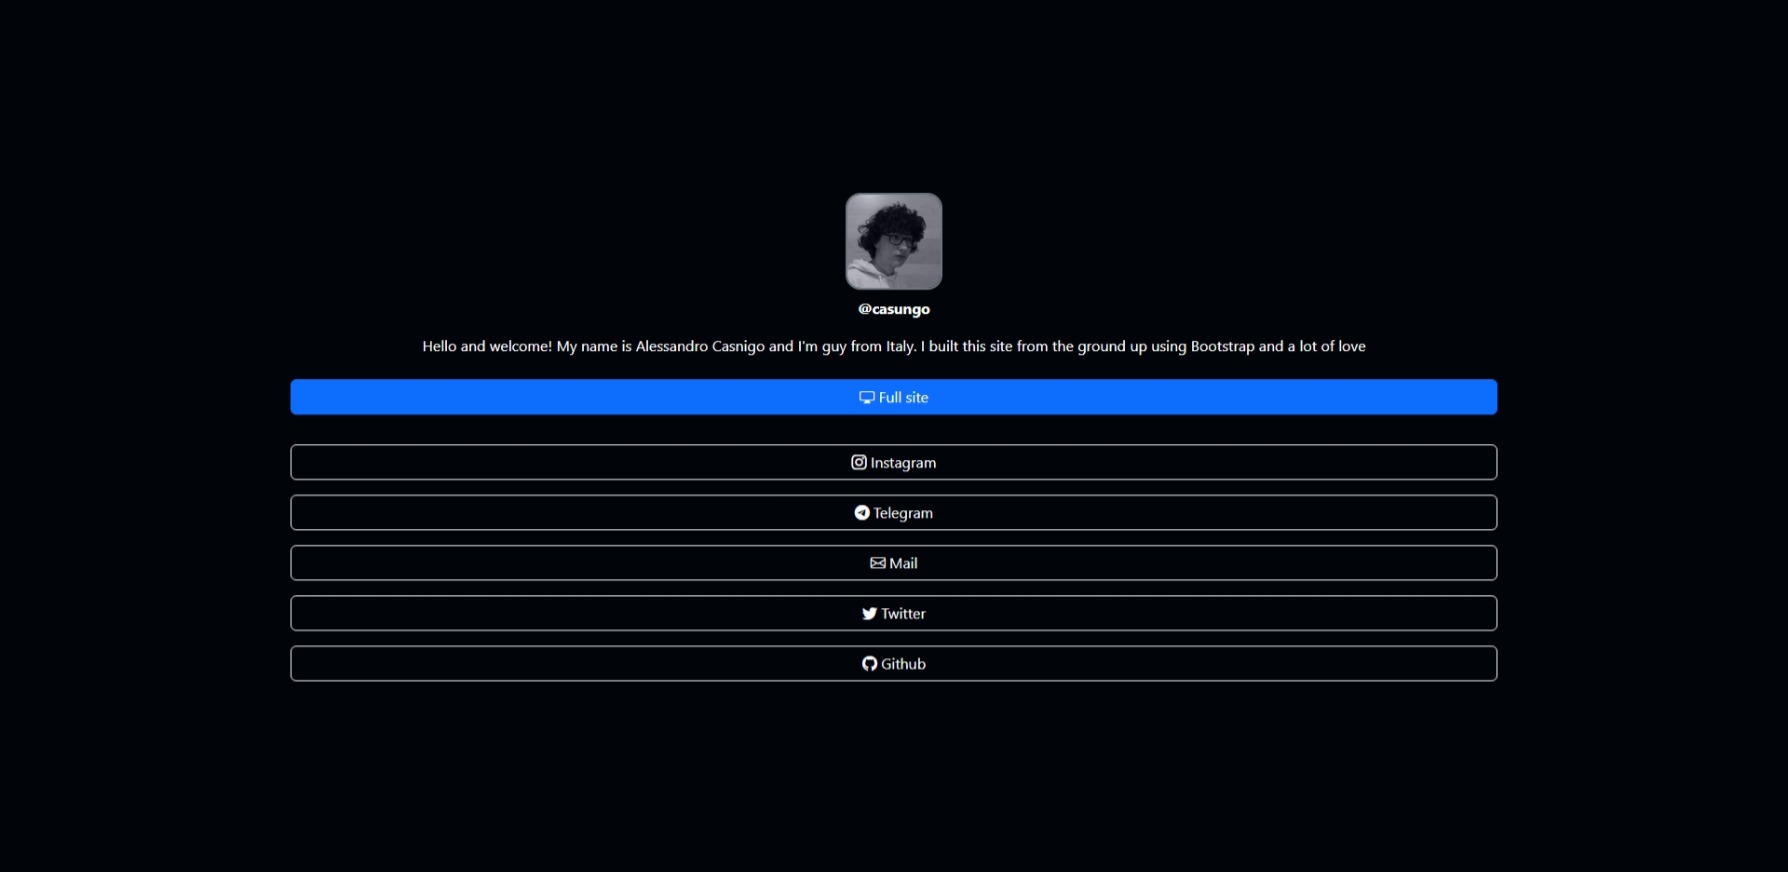 @casungo
Hello and welcome! My name is Alessandro Casnigo and I'm guy from Italy. I built this site from the ground up using Bootstrap and a lot of love
Full site
Instagram
Telegram
Mail
Twitter
Github